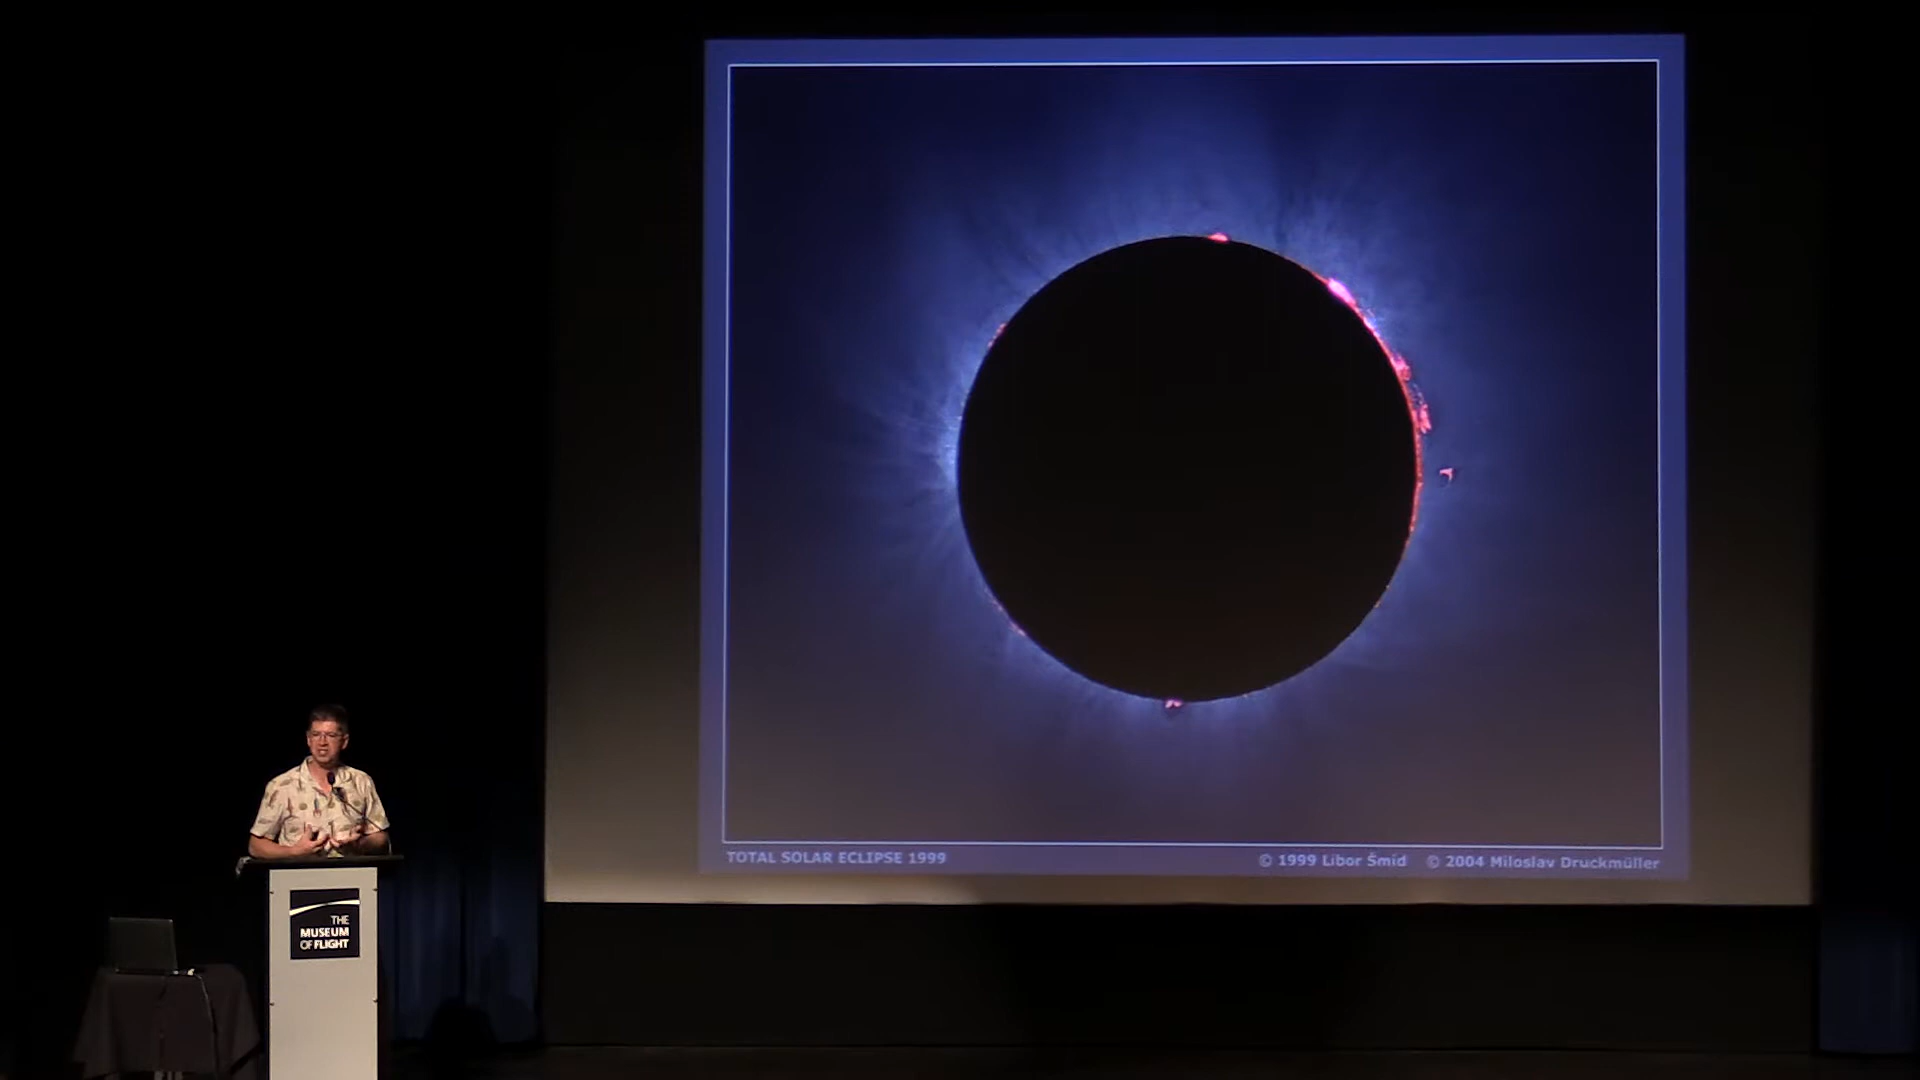 TOTAL SOLAR ECLIPSE 1999
© 1999 Libor Šmíd © 2004 Miloslav Druckmüller
THE
MUSEUM
OF FLIGHT